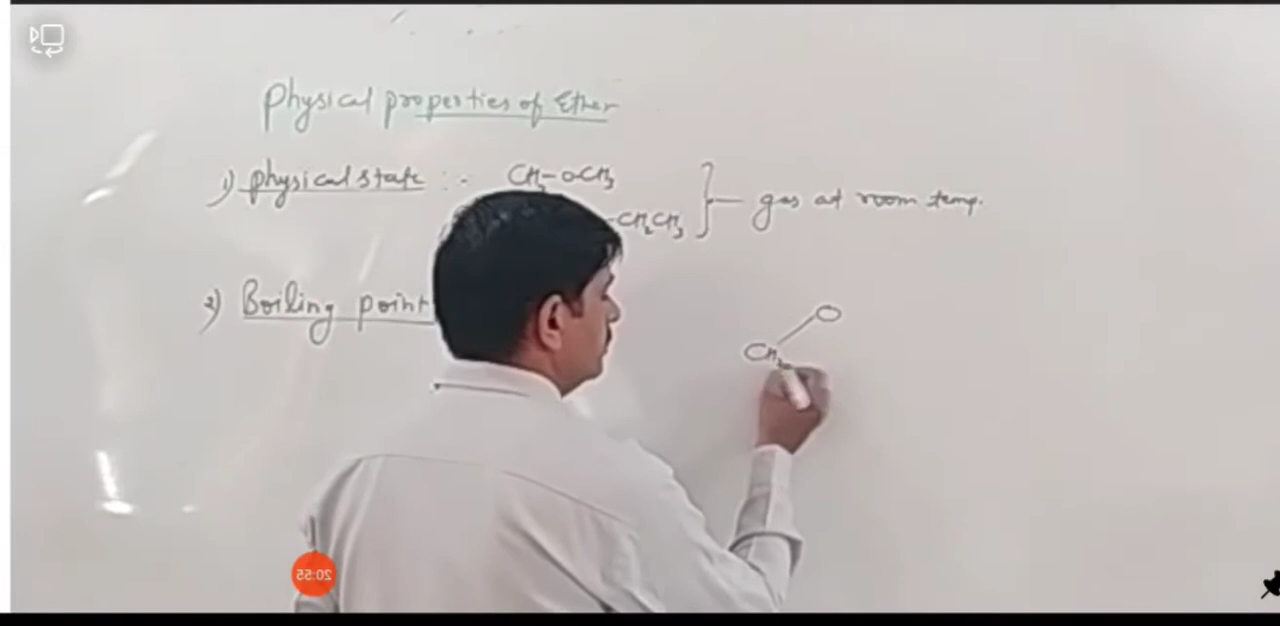 Physical properties of Ether
1) physical state :- CH3-OCH3
-CH2CH3 } — gas at room temp.
2) Boiling point
O
CH3
20:55